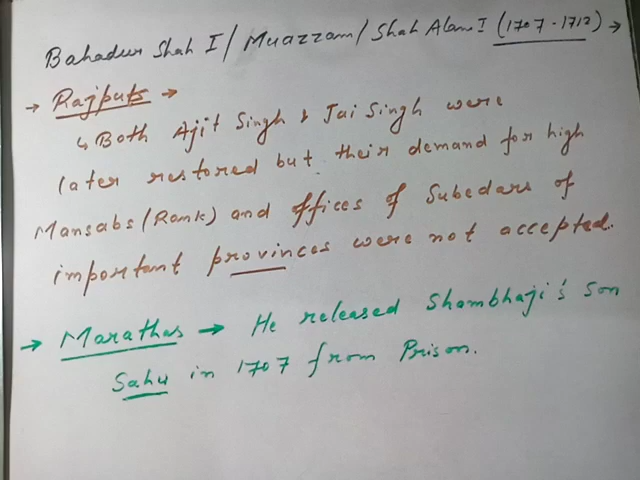 Bahadur Shah I / Muazzam / Shah Alam I (1707-1712) →
→ Rajputs →
↳ Both Ajit Singh & Jai Singh were
later restored but their demand for high
Mansabs (Rank) and offices of Subedars of
important provinces were not accepted.
→ Marathas → He released Shambhaji's son
Sahu in 1707 from Prison.